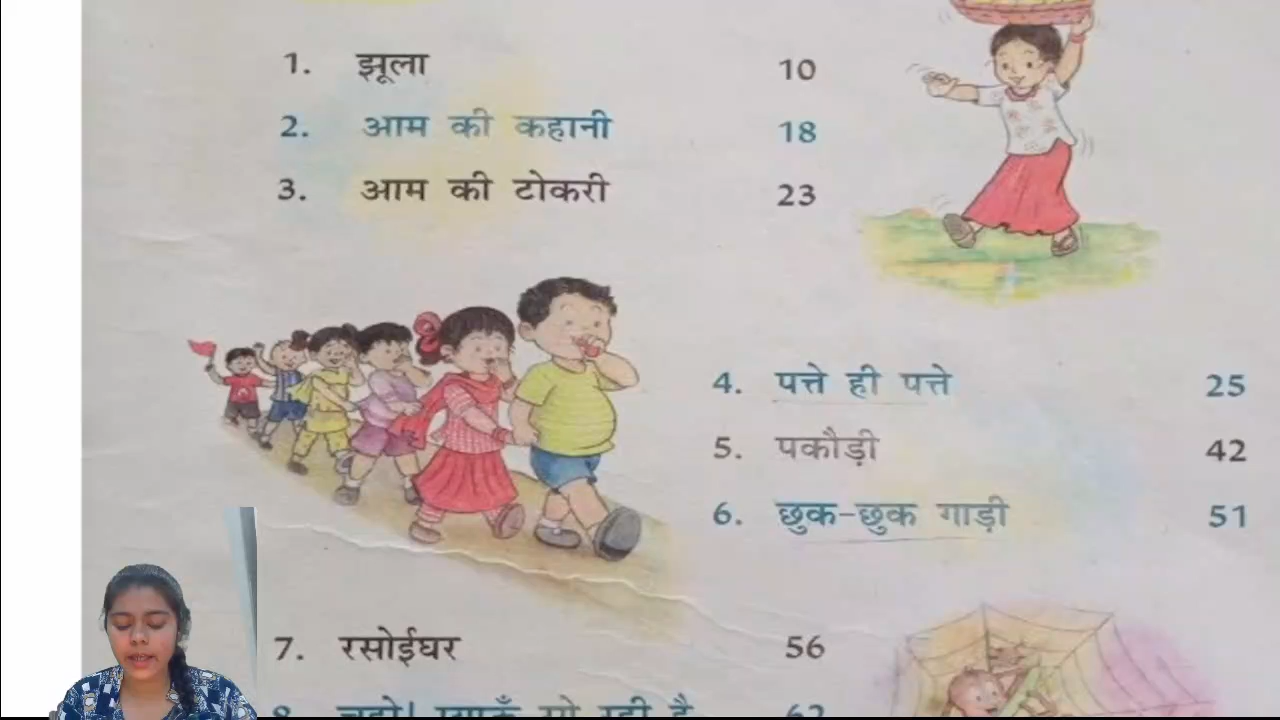 1. झूला 10
2. आम की कहानी 18
3. आम की टोकरी 23
4. पत्ते ही पत्ते 25
5. पकौड़ी 42
6. छुक-छुक गाड़ी 51
7. रसोईघर 56